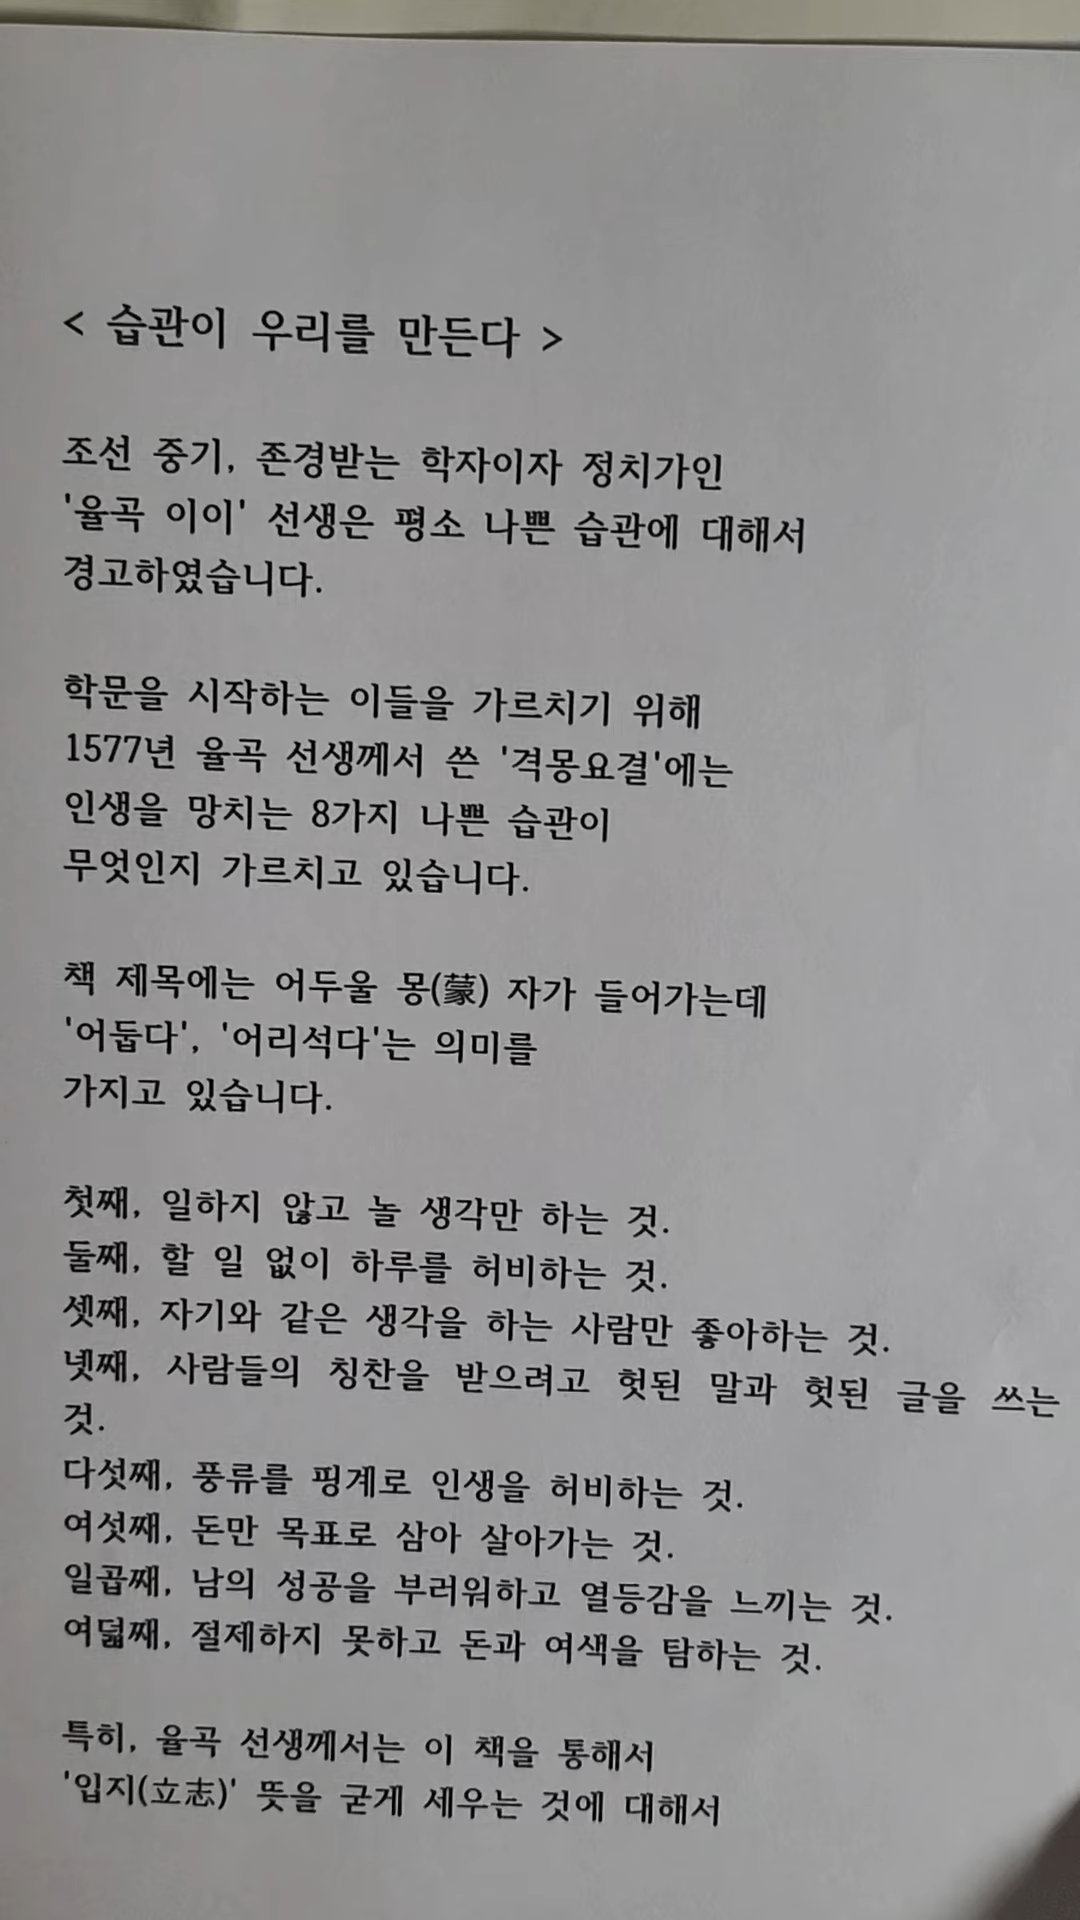 < 습관이 우리를 만든다 >
조선 중기, 존경받는 학자이자 정치가인
'율곡 이이' 선생은 평소 나쁜 습관에 대해서
경고하였습니다.
학문을 시작하는 이들을 가르치기 위해
1577년 율곡 선생께서 쓴 '격몽요결'에는
인생을 망치는 8가지 나쁜 습관이
무엇인지 가르치고 있습니다.
책 제목에는 어두울 몽(蒙) 자가 들어가는데
'어둡다', '어리석다'는 의미를
가지고 있습니다.
첫째, 일하지 않고 놀 생각만 하는 것.
둘째, 할 일 없이 하루를 허비하는 것.
셋째, 자기와 같은 생각을 하는 사람만 좋아하는 것.
넷째, 사람들의 칭찬을 받으려고 헛된 말과 헛된 글을 쓰는
것.
다섯째, 풍류를 핑계로 인생을 허비하는 것.
여섯째, 돈만 목표로 삼아 살아가는 것.
일곱째, 남의 성공을 부러워하고 열등감을 느끼는 것.
여덟째, 절제하지 못하고 돈과 여색을 탐하는 것.
특히, 율곡 선생께서는 이 책을 통해서
'입지(立志)' 뜻을 굳게 세우는 것에 대해서